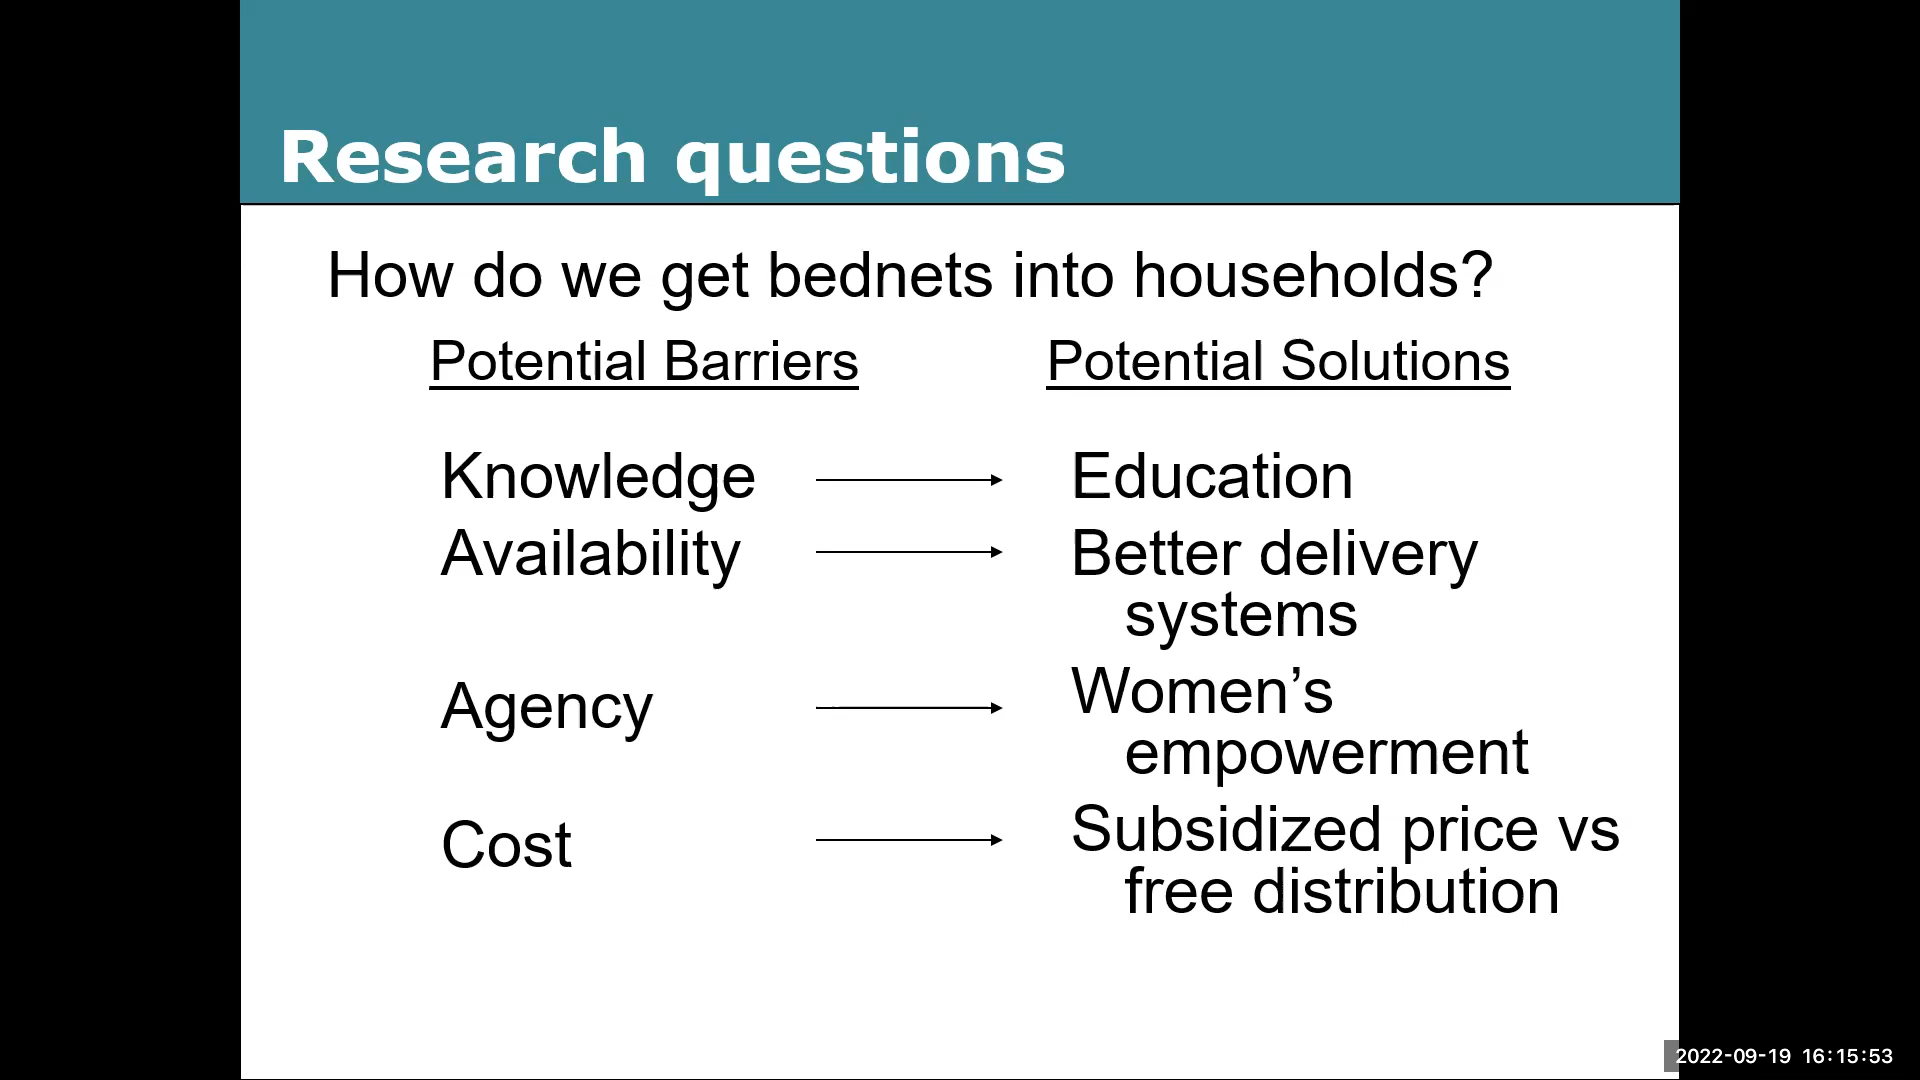 Research questions
How do we get bednets into households?
Potential Barriers Potential Solutions
Knowledge Education
Availability Better delivery
systems
Agency Women’s
empowerment
Cost Subsidized price vs
free distribution
2022-09-19 16:15:53